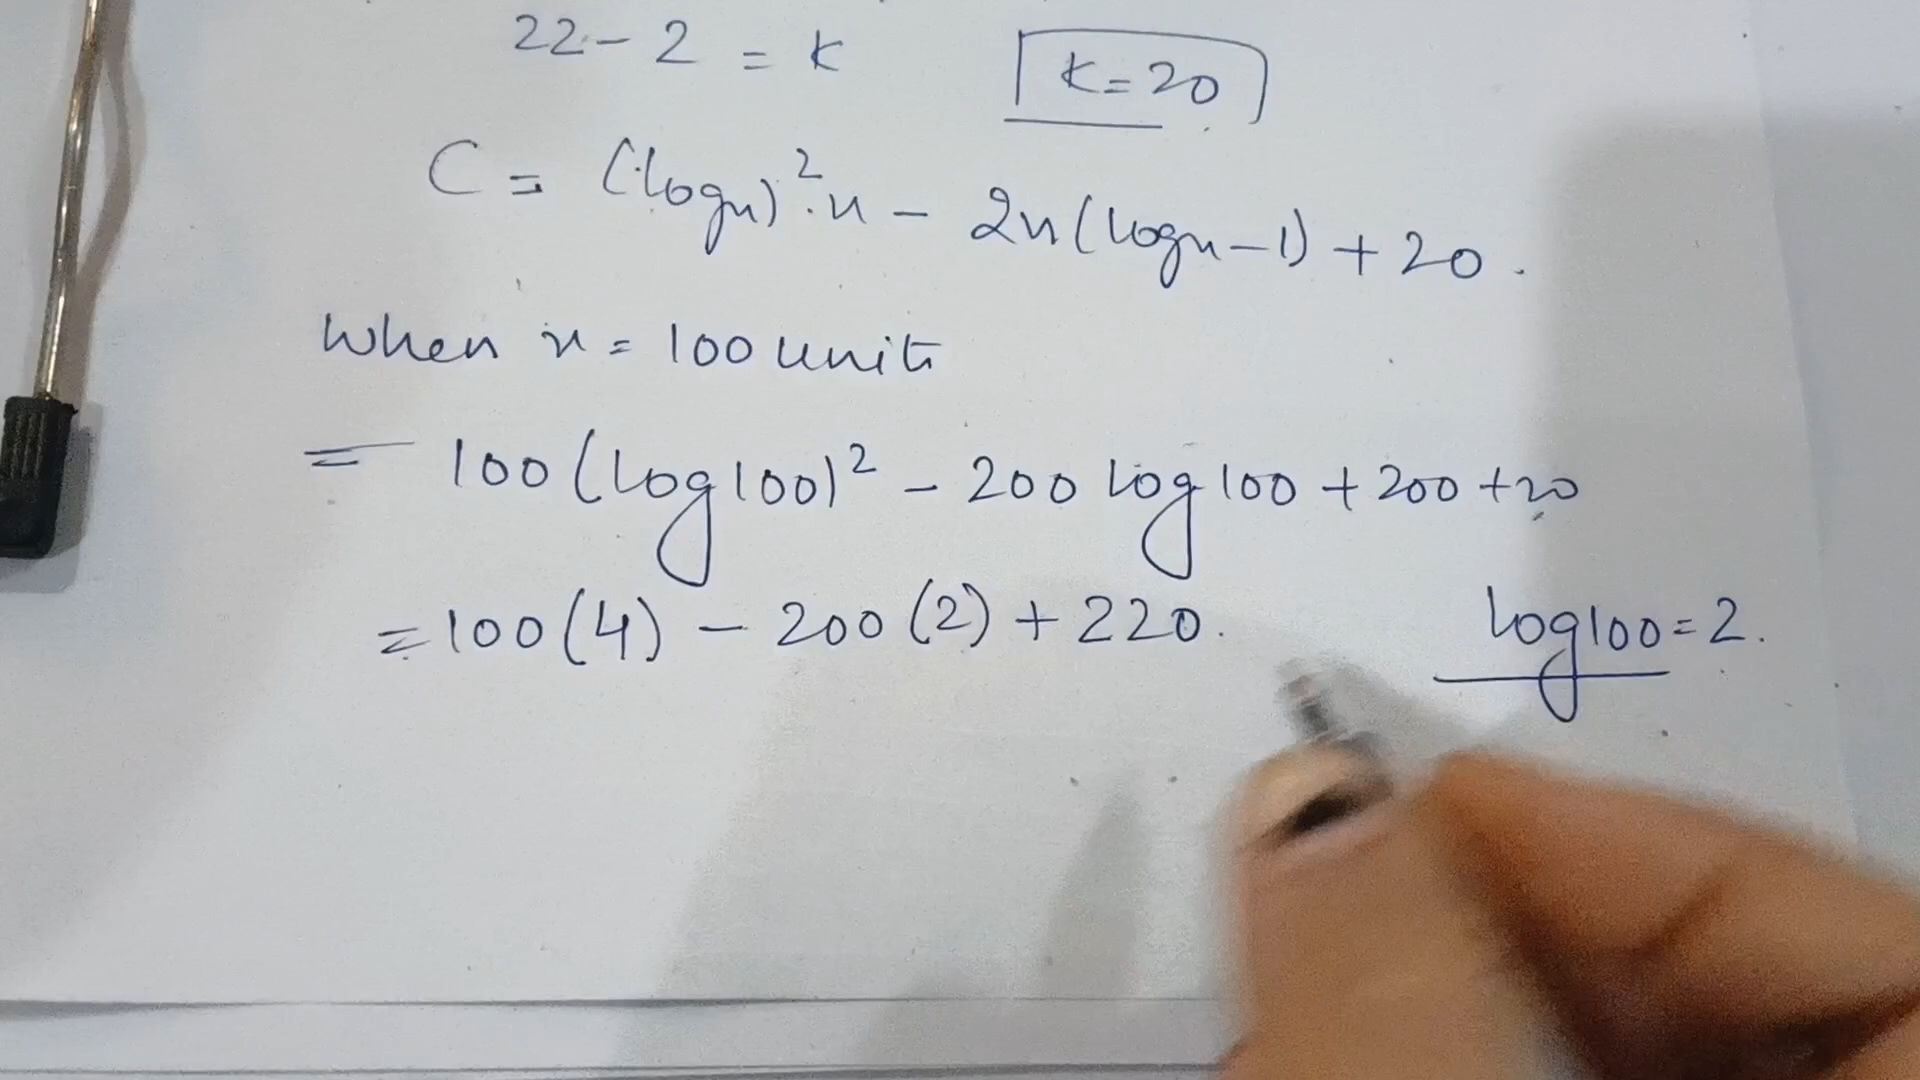 22 - 2 = k
k = 20
C = (log x)² . x - 2x (log x - 1) + 20 .
When x = 100 units
= 100 (log 100)² - 200 log 100 + 200 + 20
= 100 (4) - 200 (2) + 220 .
log 100 = 2 .